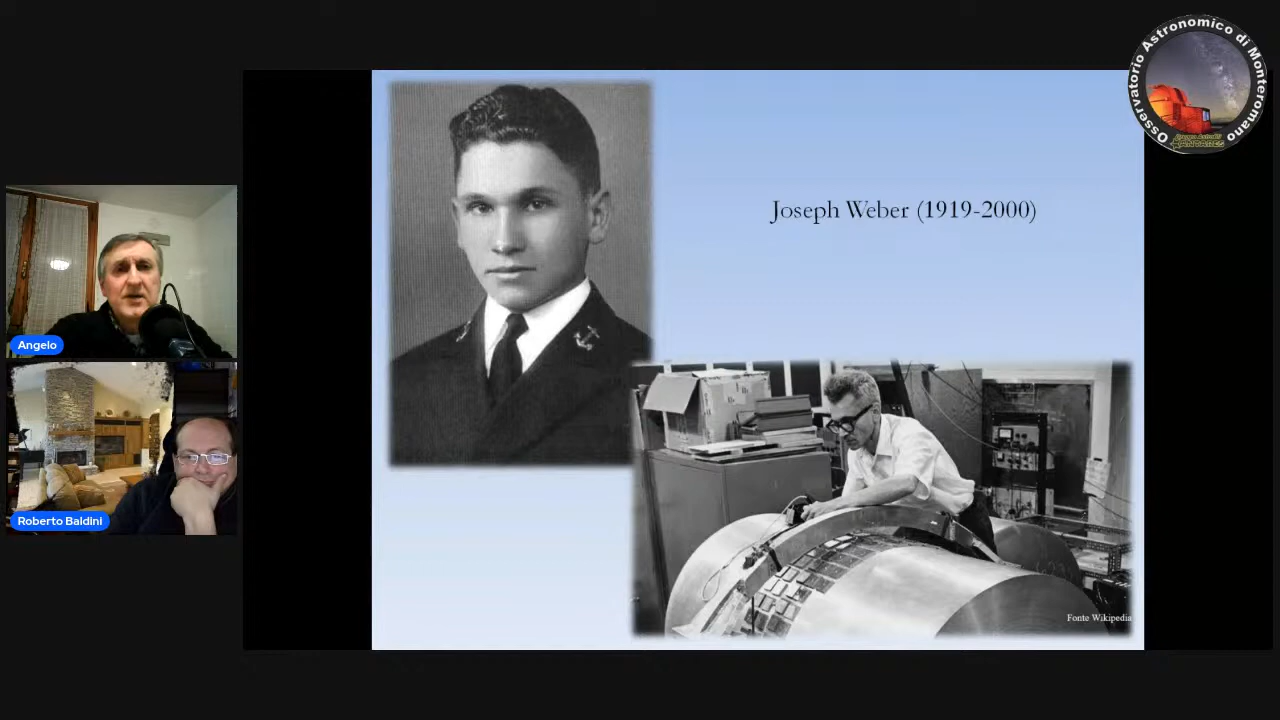 Osservatorio Astronomico di Monteromano
Joseph Weber (1919-2000)
Angelo
Roberto Baldini
Fonte Wikipedia